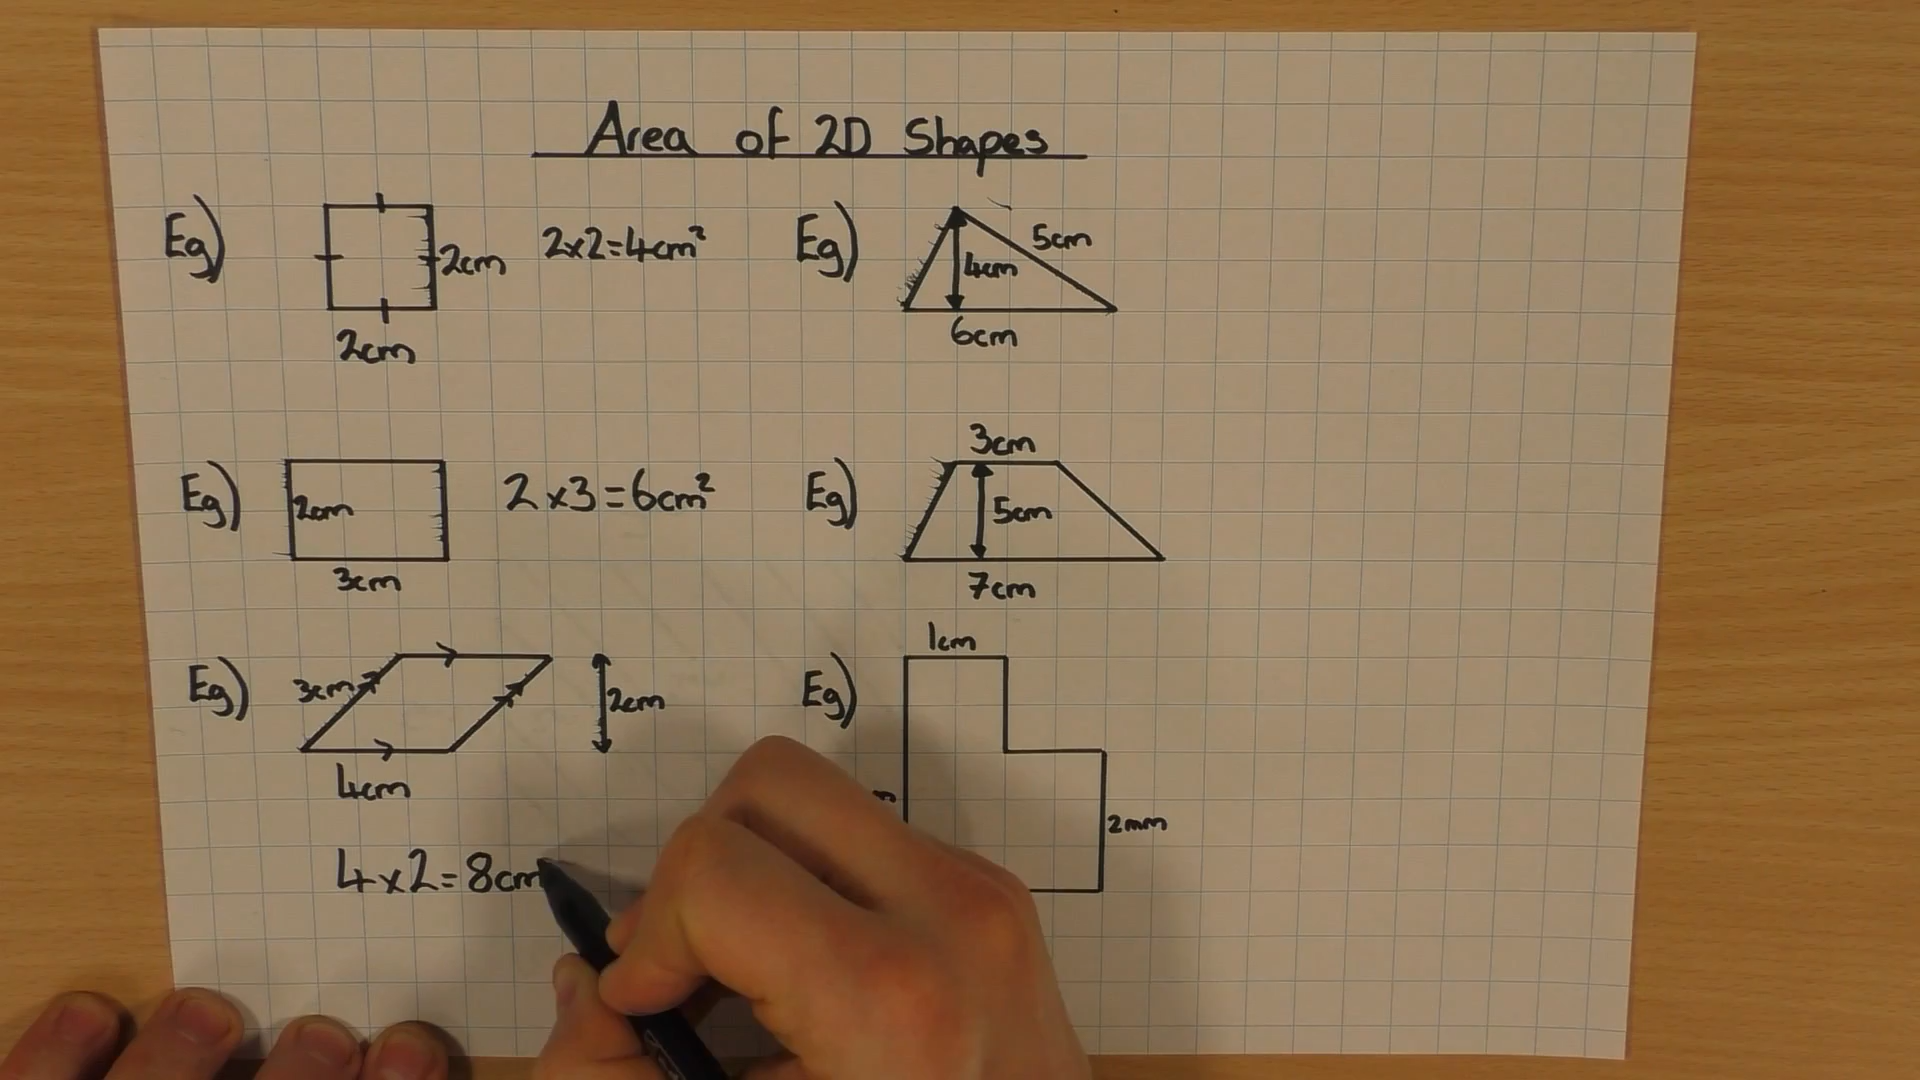 Area of 2D Shapes
Eg)
2cm
2cm
2x2=4cm²
Eg)
5cm
4cm
6cm
Eg)
2cm
3cm
2x3=6cm²
Eg)
3cm
5cm
7cm
Eg)
3cm
2cm
4cm
4x2=8cm
Eg)
1cm
2mm